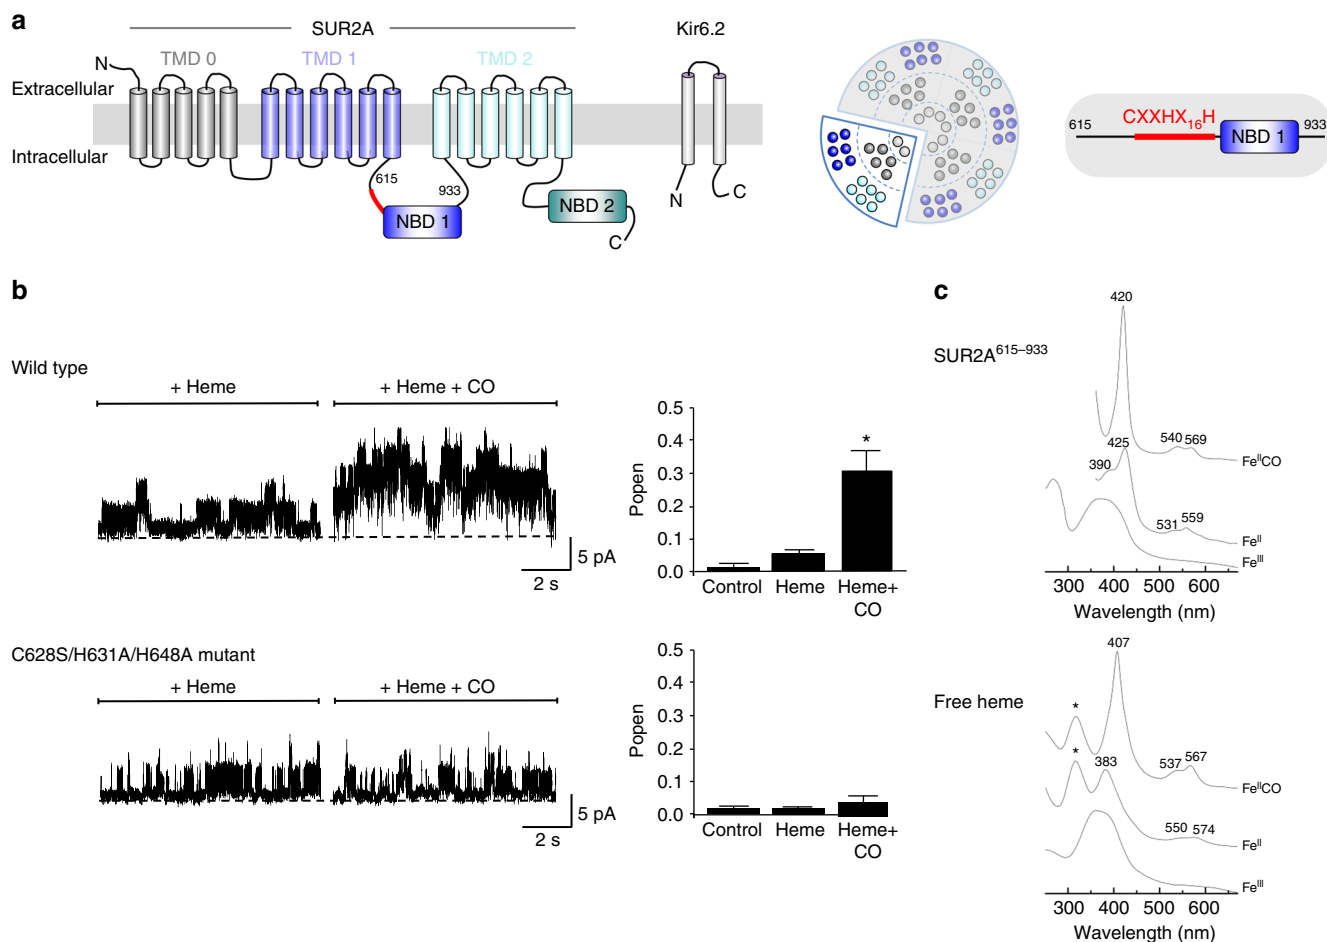 a
SUR2A
Kir6.2
N
TMD 0
TMD 1
TMD 2
Extracellular
Intracellular
615
933
NBD 1
NBD 2
C
N
C
615
CXXHX₁₆H
933
NBD 1
b
Wild type
+ Heme
+ Heme + CO
5 pA
2 s
Popen
0.5
0.4
0.3
0.2
0.1
0.0
*
Control
Heme
Heme+
CO
C628S/H631A/H648A mutant
+ Heme
+ Heme + CO
5 pA
2 s
Popen
0.5
0.4
0.3
0.2
0.1
0.0
Control
Heme
Heme+
CO
c
SUR2A⁶¹⁵⁻⁹³³
420
540 569
FeᴵᴵCO
425
390
531 559
Feᴵᴵ
Feᴵᴵᴵ
300 400 500 600
Wavelength (nm)
Free heme
407
*
537 567
FeᴵᴵCO
*
383
550 574
Feᴵᴵ
Feᴵᴵᴵ
300 400 500 600
Wavelength (nm)